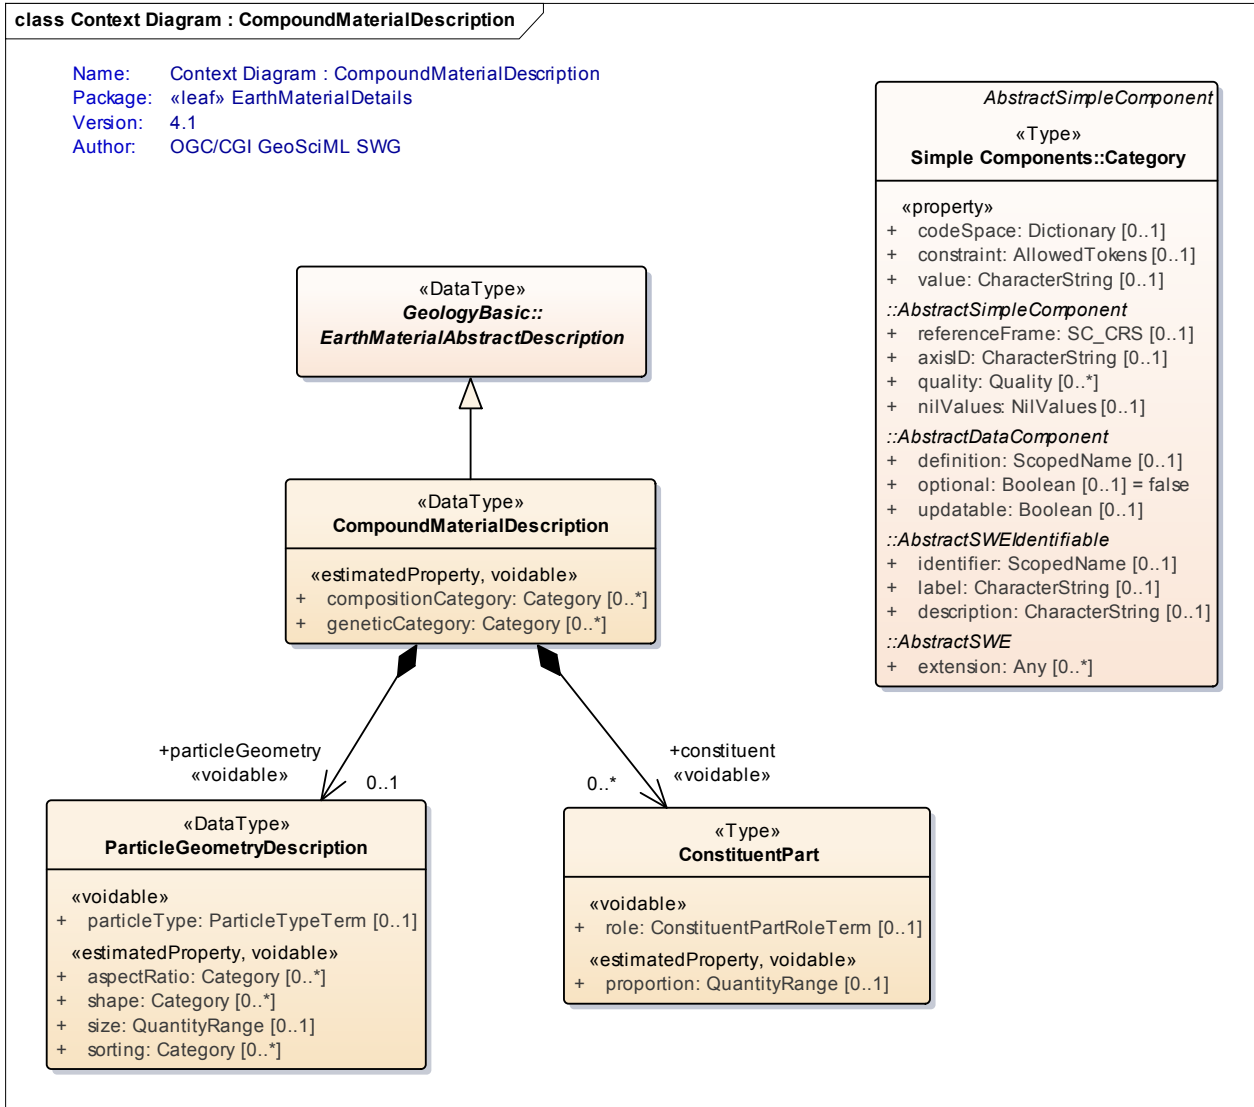 class Context Diagram : CompoundMaterialDescription
Name: Context Diagram : CompoundMaterialDescription
Package: «leaf» EarthMaterialDetails
Version: 4.1
Author: OGC/CGI GeoSciML SWG
AbstractSimpleComponent
«Type»
Simple Components::Category
«property»
+ codeSpace: Dictionary [0..1]
+ constraint: AllowedTokens [0..1]
+ value: CharacterString [0..1]
::AbstractSimpleComponent
+ referenceFrame: SC_CRS [0..1]
+ axisID: CharacterString [0..1]
+ quality: Quality [0..*]
+ nilValues: NilValues [0..1]
::AbstractDataComponent
+ definition: ScopedName [0..1]
+ optional: Boolean [0..1] = false
+ updatable: Boolean [0..1]
::AbstractSWEIdentifiable
+ identifier: ScopedName [0..1]
+ label: CharacterString [0..1]
+ description: CharacterString [0..1]
::AbstractSWE
+ extension: Any [0..*]
«DataType»
GeologyBasic::
EarthMaterialAbstractDescription
«DataType»
CompoundMaterialDescription
«estimatedProperty, voidable»
+ compositionCategory: Category [0..*]
+ geneticCategory: Category [0..*]
+particleGeometry
«voidable»
0..1
+constituent
«voidable»
0..*
«DataType»
ParticleGeometryDescription
«voidable»
+ particleType: ParticleTypeTerm [0..1]
«estimatedProperty, voidable»
+ aspectRatio: Category [0..*]
+ shape: Category [0..*]
+ size: QuantityRange [0..1]
+ sorting: Category [0..*]
«Type»
ConstituentPart
«voidable»
+ role: ConstituentPartRoleTerm [0..1]
«estimatedProperty, voidable»
+ proportion: QuantityRange [0..1]